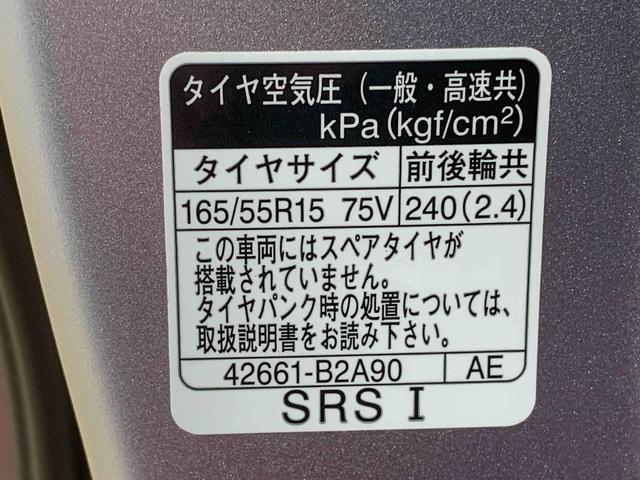 タイヤ空気圧（一般・高速共）
kPa(kgf/cm²)
タイヤサイズ 前後輪共
165/55R15 75V 240(2.4)
この車両にはスペアタイヤが
搭載されていません。
タイヤパンク時の処置については、
取扱説明書をお読み下さい。
42661-B2A90 AE
SRS I